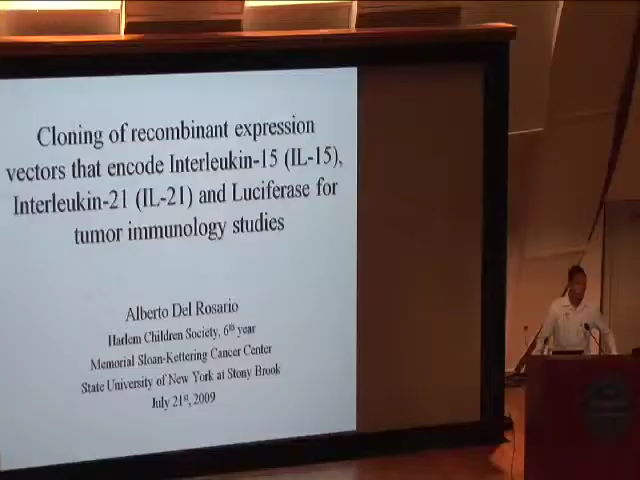 Cloning of recombinant expression
vectors that encode Interleukin-15 (IL-15),
Interleukin-21 (IL-21) and Luciferase for
tumor immunology studies
Alberto Del Rosario
Harlem Children Society, 6th year
Memorial Sloan-Kettering Cancer Center
State University of New York at Stony Brook
July 21st, 2009